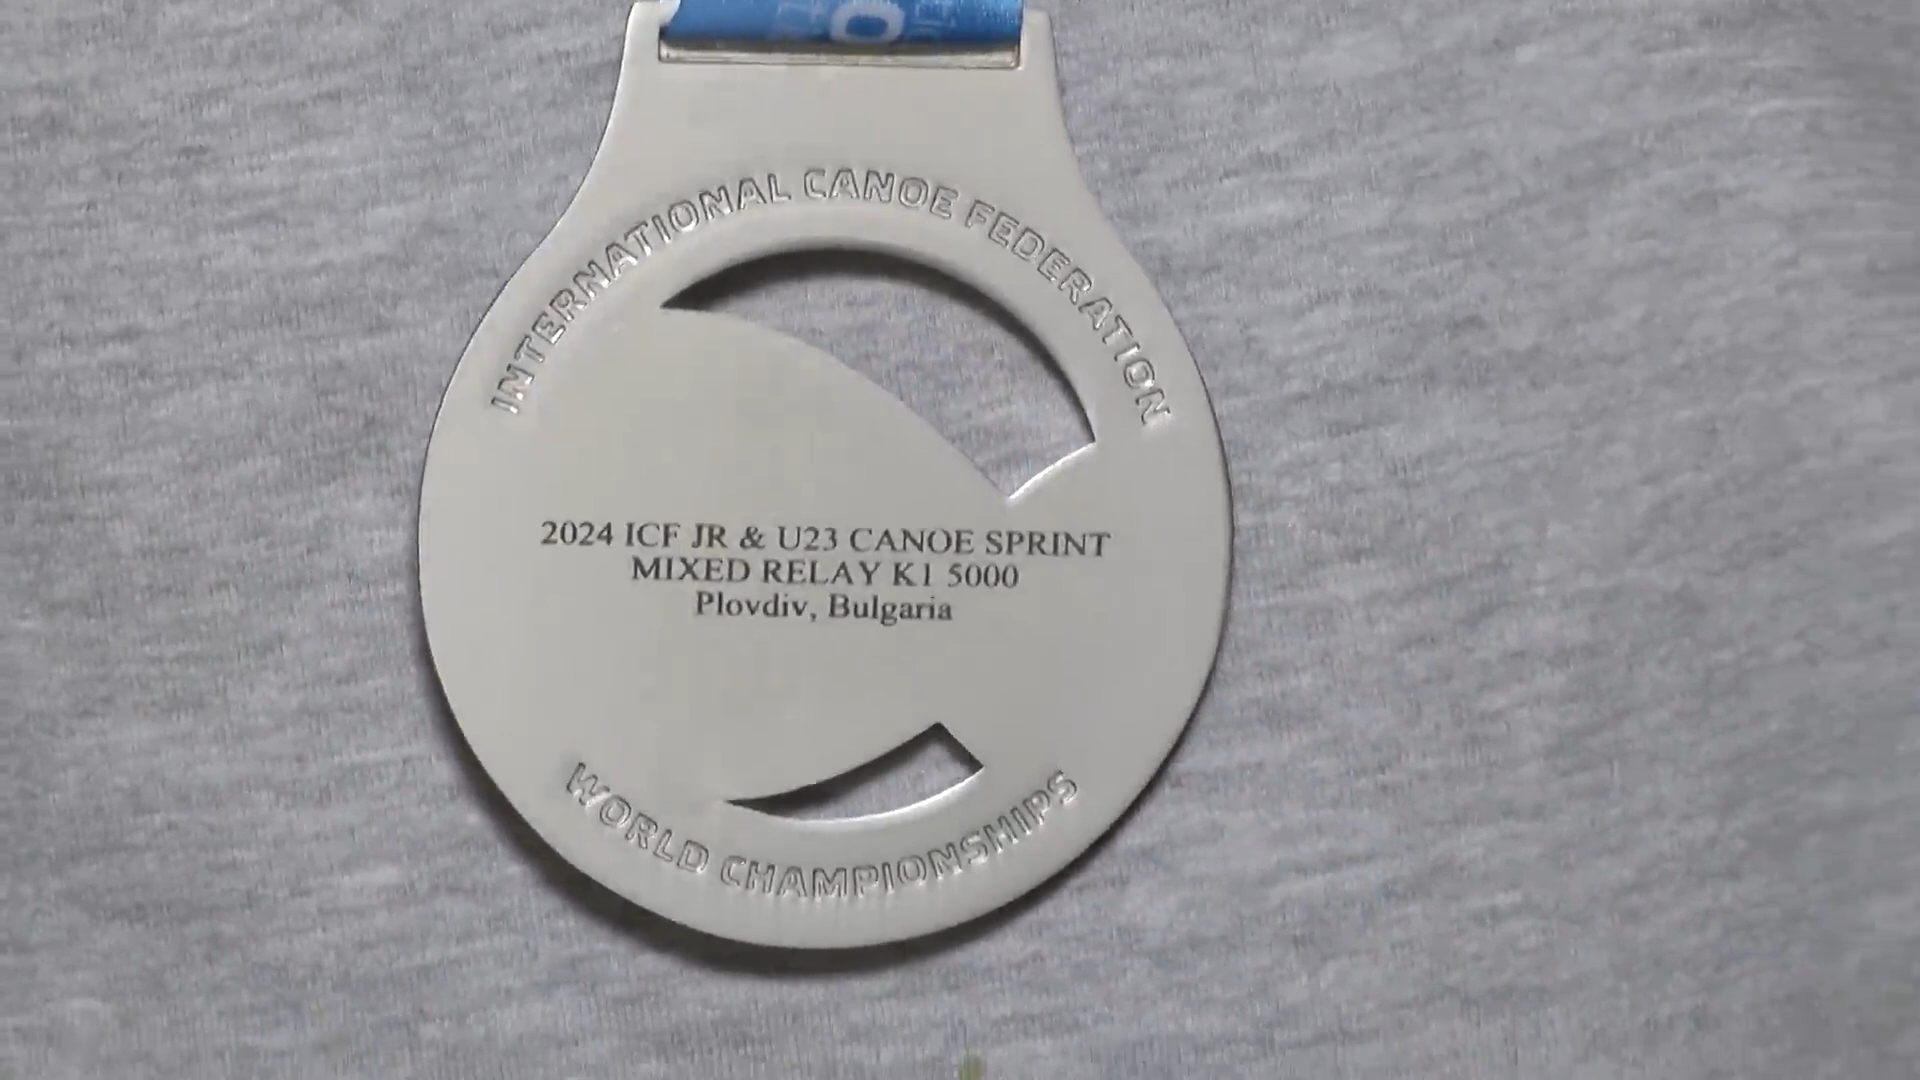 INTERNATIONAL CANOE FEDERATION
2024 ICF JR & U23 CANOE SPRINT
MIXED RELAY K1 5000
Plovdiv, Bulgaria
WORLD CHAMPIONSHIPS